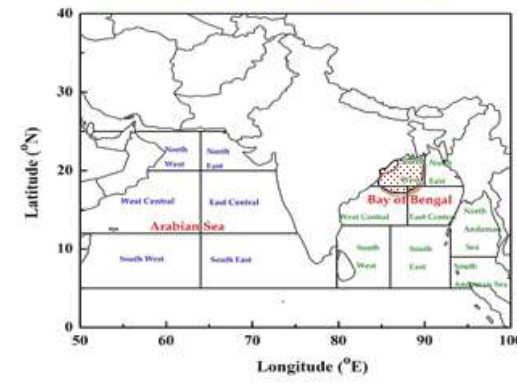 40
30
20
10
0
50
60
70
80
90
100
Latitude (°N)
Longitude (°E)
North
West
North
East
West Central
East Central
Arabian Sea
South West
South East
North
East
Bay of Bengal
West Central
East Central
North
Andaman
Sea
South
West
South
East
South
Andaman Sea